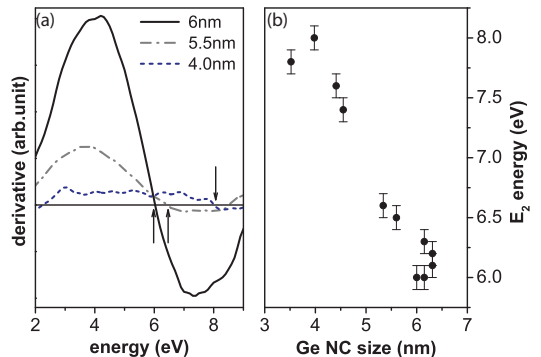 (a)
6nm
5.5nm
4.0nm
derivative (arb.unit)
2 4 6 8
energy (eV)
(b)
8.0
7.5
7.0
6.5
6.0
E₂ energy (eV)
3 4 5 6 7
Ge NC size (nm)